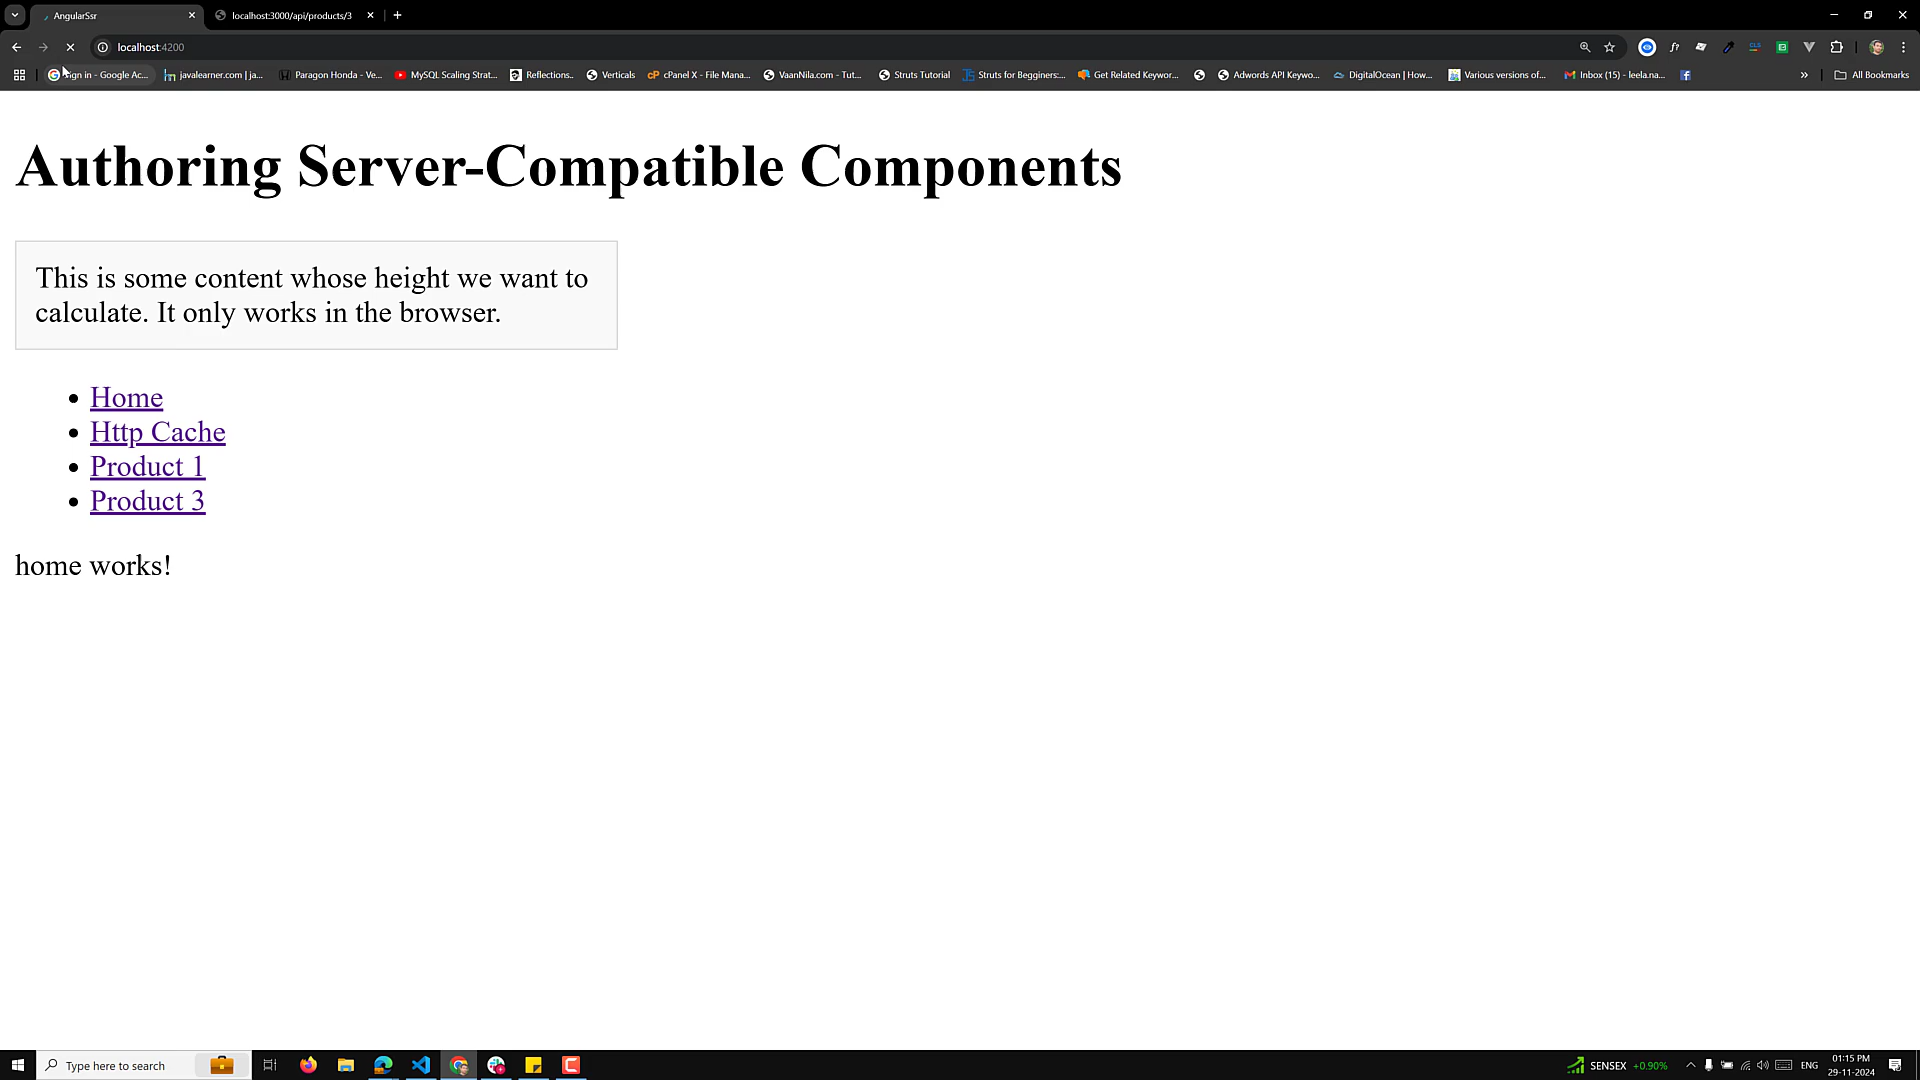 AngularSsr
localhost:3000/api/products/3
localhost:4200
Sign in - Google Ac...
javalearner.com | ja...
Paragon Honda - Ve...
MySQL Scaling Strat...
Reflections..
Verticals
cPanel X - File Mana...
VaanNila.com - Tut...
Struts Tutorial
Struts for Begginers:...
Get Related Keywor...
Adwords API Keywo...
DigitalOcean | How...
Various versions of...
Inbox (15) - leela.na...
All Bookmarks
Authoring Server-Compatible Components
This is some content whose height we want to
calculate. It only works in the browser.
Home
Http Cache
Product 1
Product 3
home works!
Type here to search
SENSEX +0.90%
ENG
01:15 PM
29-11-2024